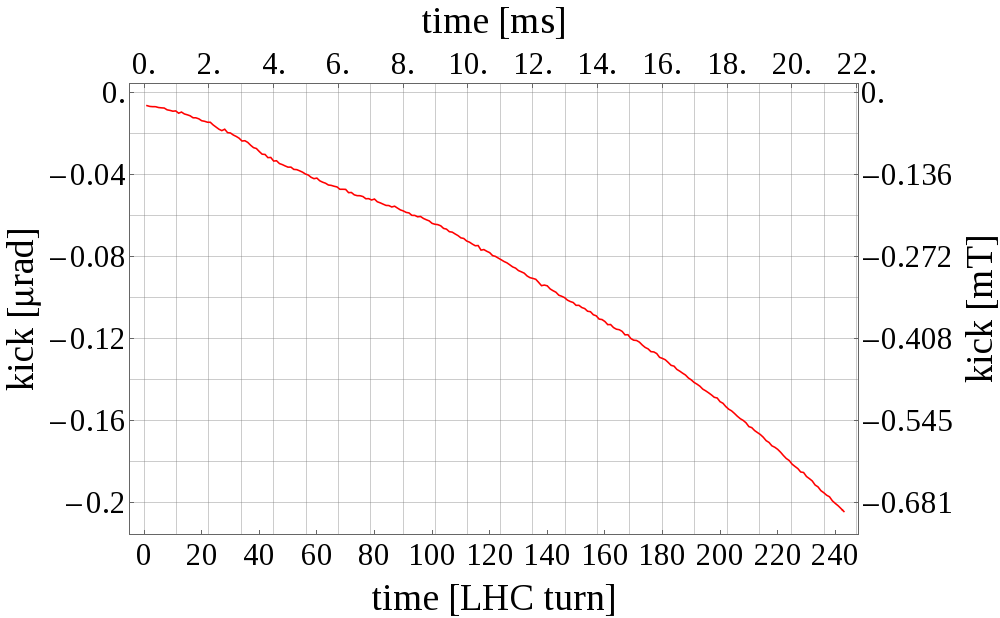 time [ms]
0. 2. 4. 6. 8. 10. 12. 14. 16. 18. 20. 22.
0. 0.
−0.04 −0.136
−0.08 −0.272
−0.12 −0.408
−0.16 −0.545
−0.2 −0.681
kick [μrad]
kick [mT]
0 20 40 60 80 100 120 140 160 180 200 220 240
time [LHC turn]